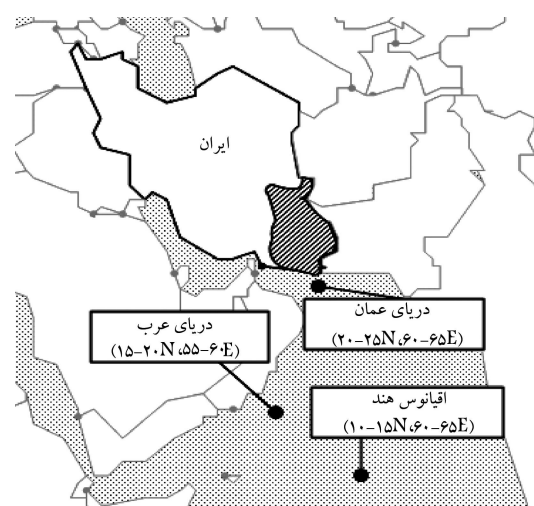 ایران
دریای عمان
(۲۰-۲۵N،۶۰-۶۵E)
دریای عرب
(۱۵-۲۰N،۵۵-۶۰E)
اقیانوس هند
(۱۰-۱۵N،۶۰-۶۵E)